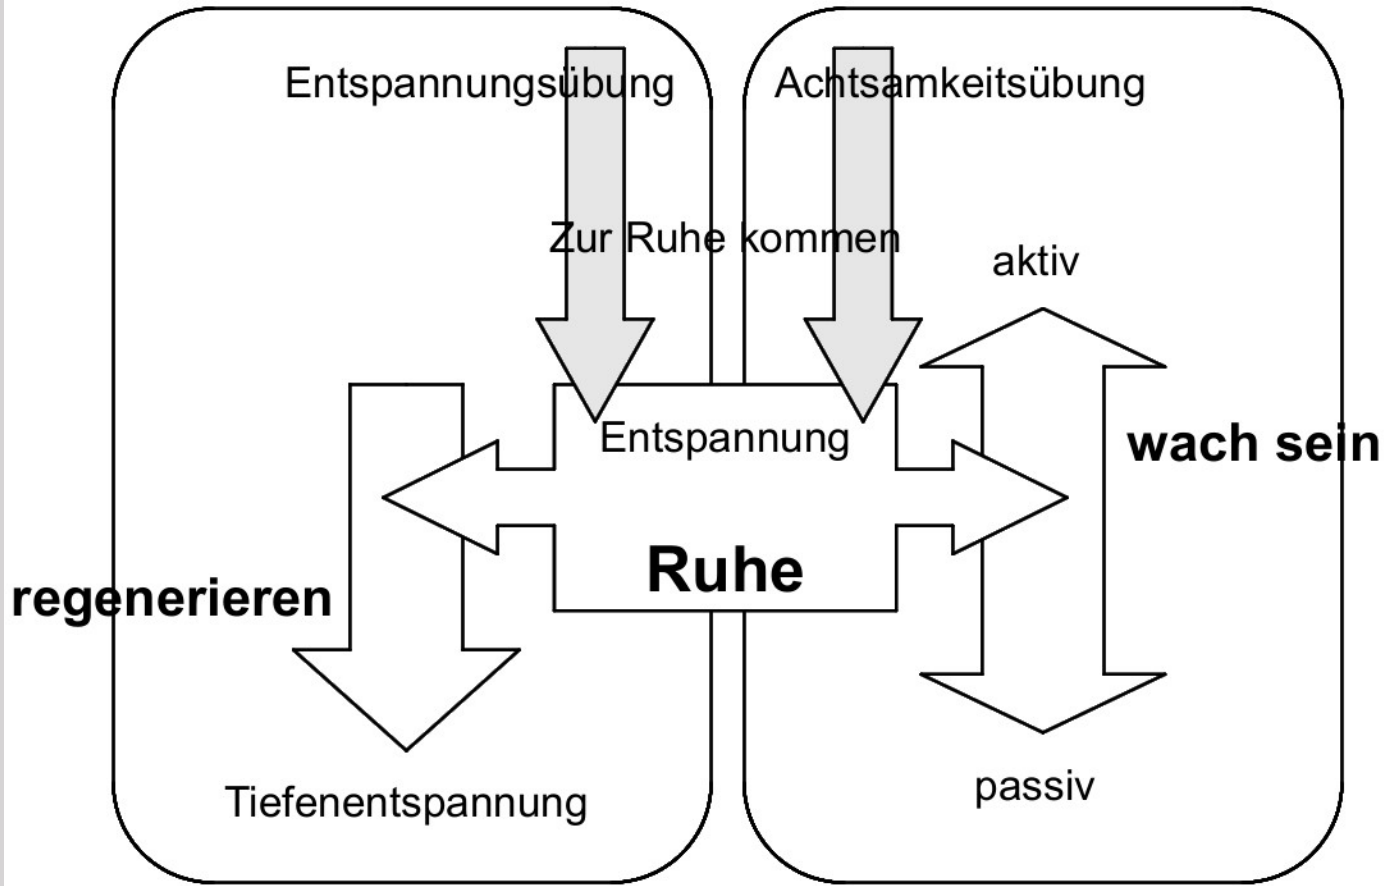 Entspannungsübung
Achtsamkeitsübung
Zur Ruhe kommen
aktiv
Entspannung
wach sein
Ruhe
regenerieren
Tiefenentspannung
passiv